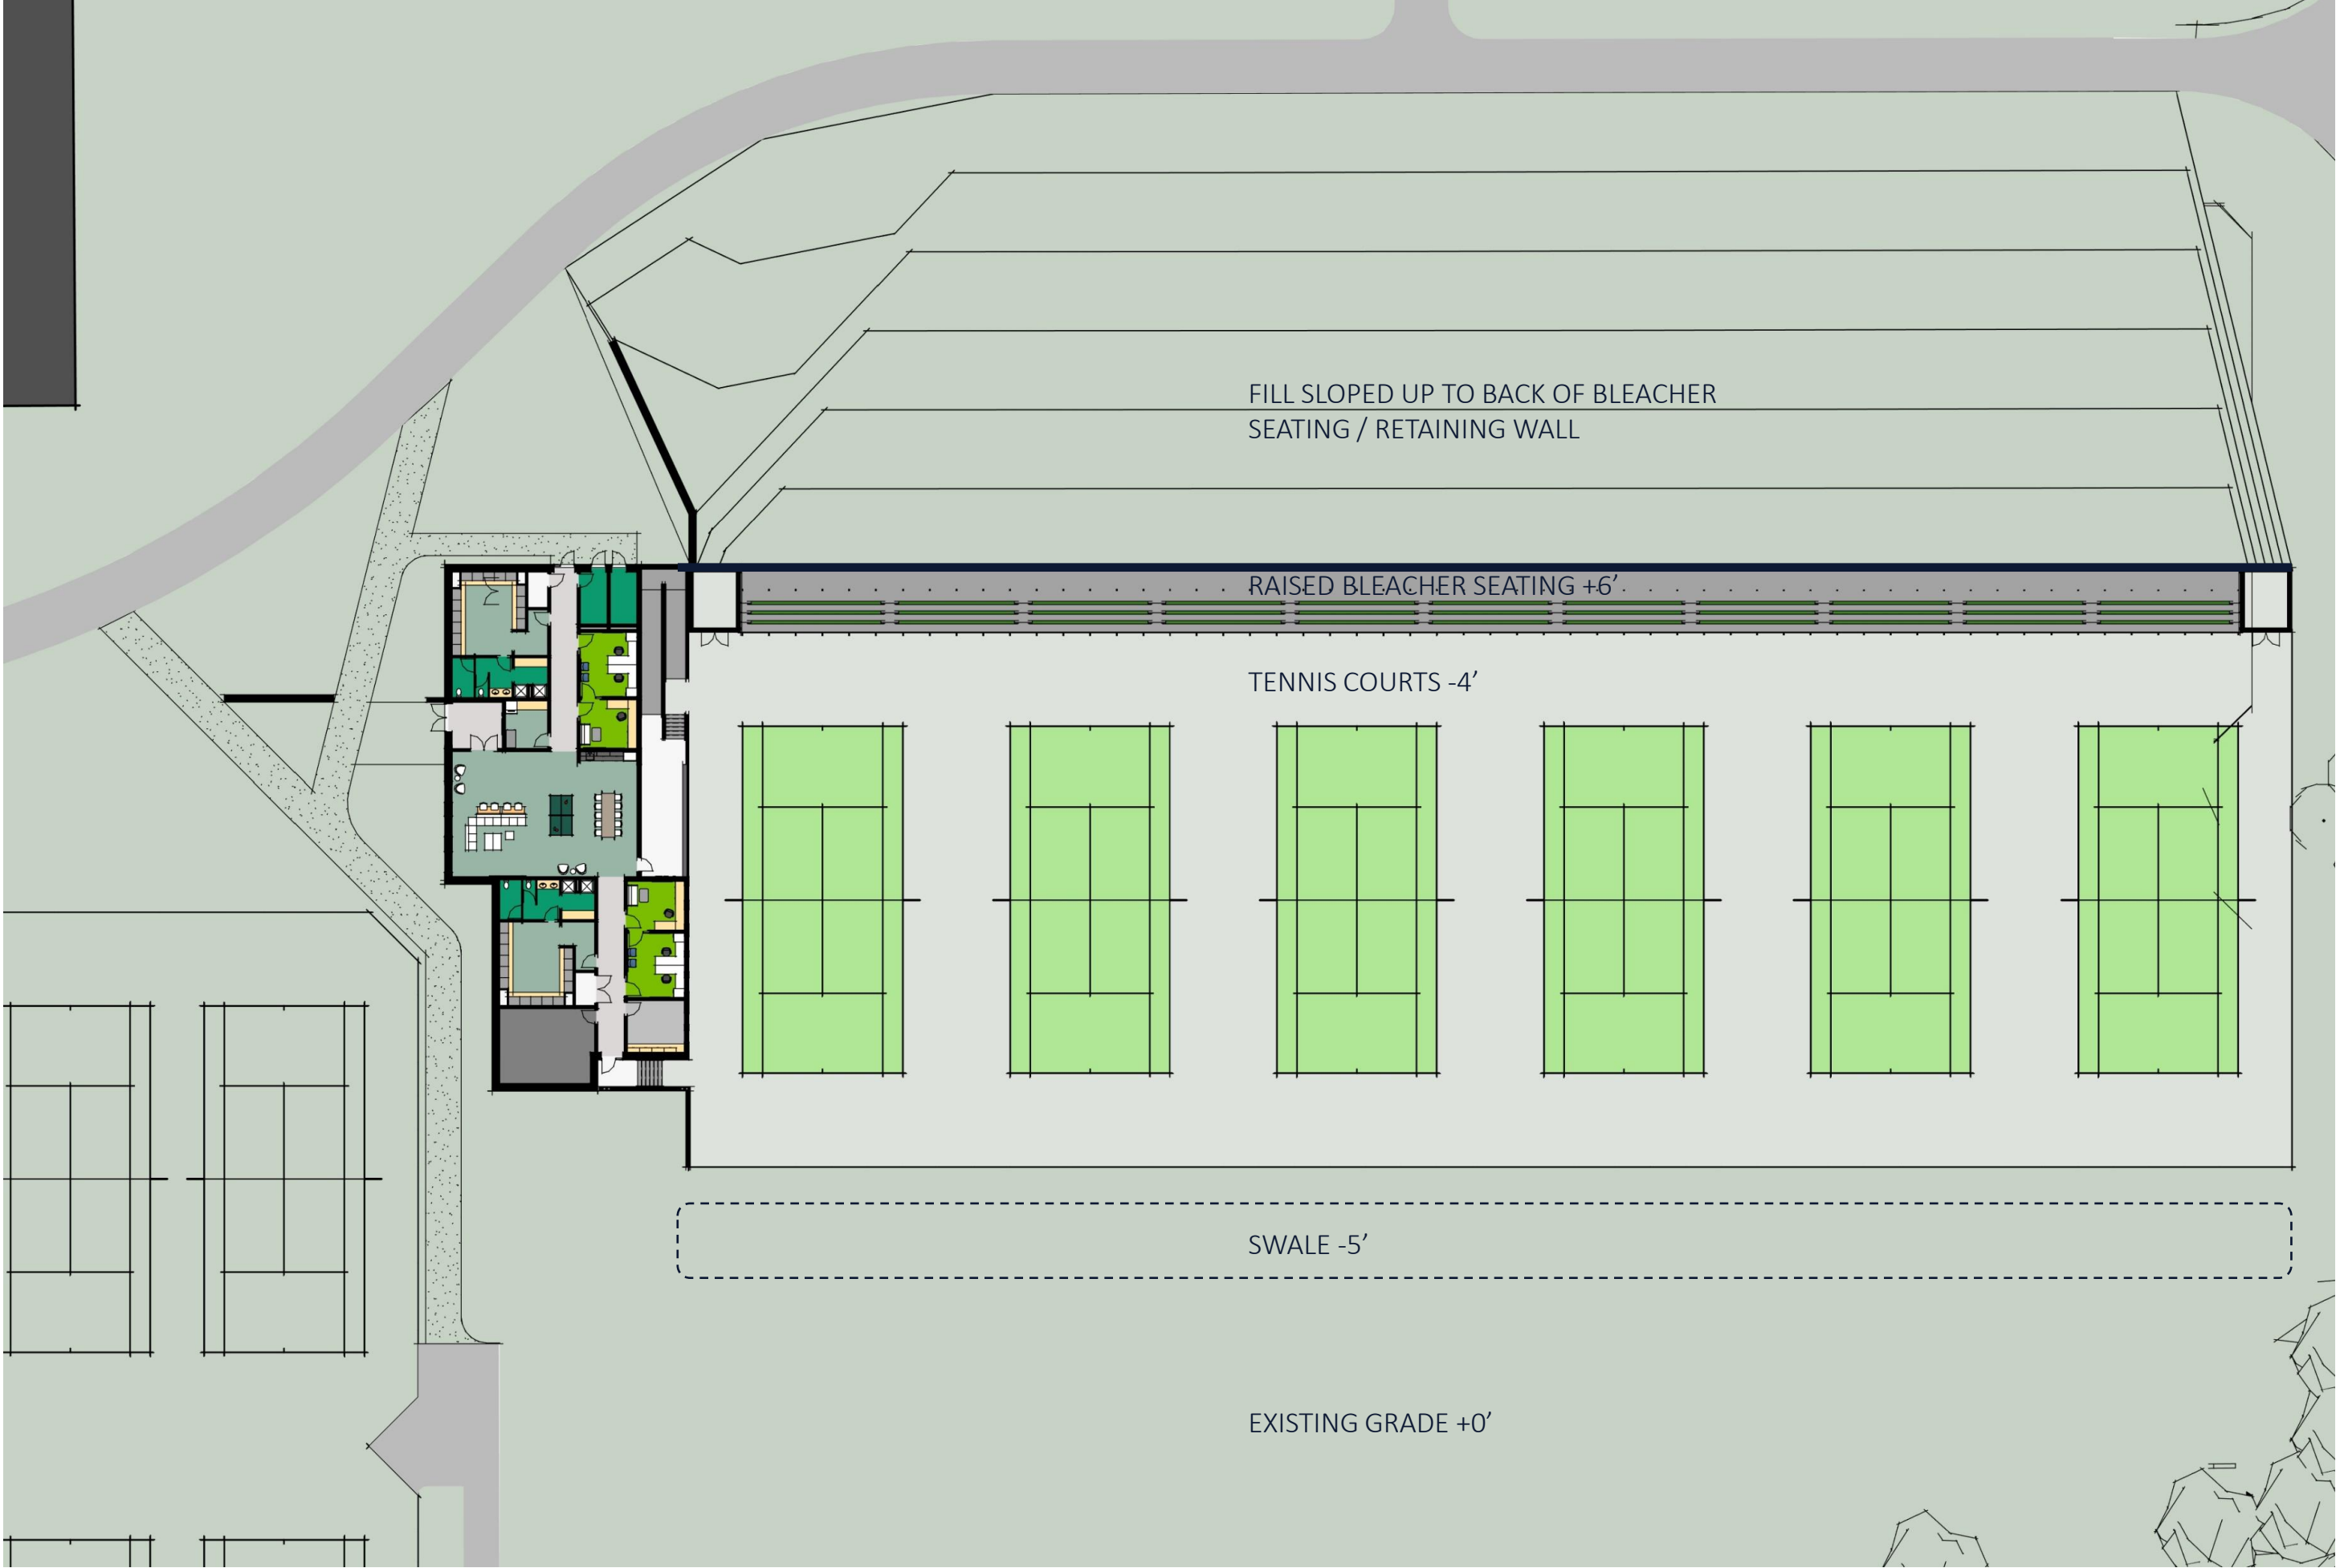 FILL SLOPED UP TO BACK OF BLEACHER
SEATING / RETAINING WALL
RAISED BLEACHER SEATING +6’
TENNIS COURTS -4’
SWALE -5’
EXISTING GRADE +0’